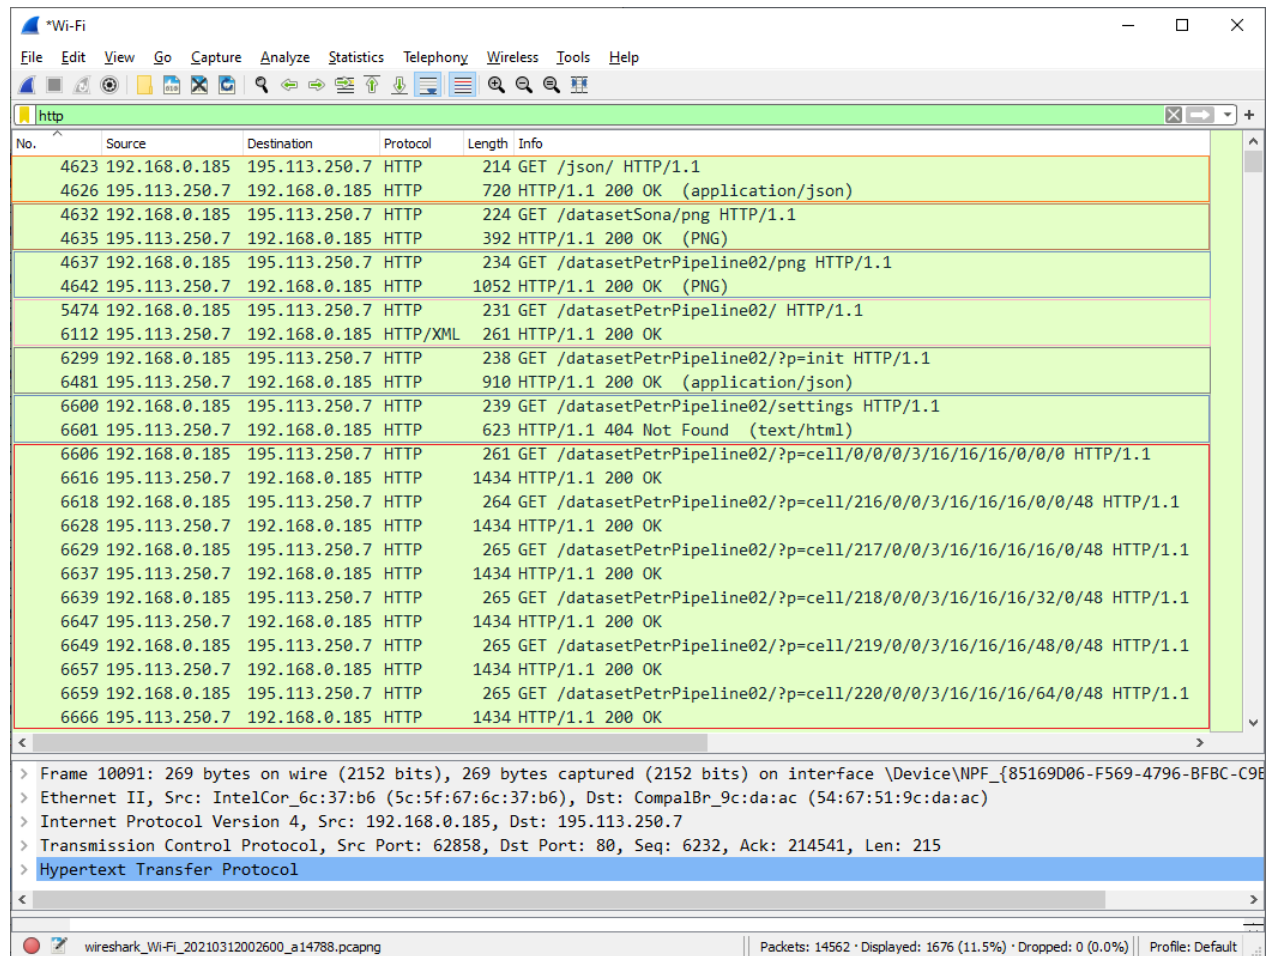 *Wi-Fi
File Edit View Go Capture Analyze Statistics Telephony Wireless Tools Help
http
No. Source Destination Protocol Length Info
4623 192.168.0.185 195.113.250.7 HTTP 214 GET /json/ HTTP/1.1
4626 195.113.250.7 192.168.0.185 HTTP 720 HTTP/1.1 200 OK (application/json)
4632 192.168.0.185 195.113.250.7 HTTP 224 GET /datasetSona/png HTTP/1.1
4635 195.113.250.7 192.168.0.185 HTTP 392 HTTP/1.1 200 OK (PNG)
4637 192.168.0.185 195.113.250.7 HTTP 234 GET /datasetPetrPipeline02/png HTTP/1.1
4642 195.113.250.7 192.168.0.185 HTTP 1052 HTTP/1.1 200 OK (PNG)
5474 192.168.0.185 195.113.250.7 HTTP 231 GET /datasetPetrPipeline02/ HTTP/1.1
6112 195.113.250.7 192.168.0.185 HTTP/XML 261 HTTP/1.1 200 OK
6299 192.168.0.185 195.113.250.7 HTTP 238 GET /datasetPetrPipeline02/?p=init HTTP/1.1
6481 195.113.250.7 192.168.0.185 HTTP 910 HTTP/1.1 200 OK (application/json)
6600 192.168.0.185 195.113.250.7 HTTP 239 GET /datasetPetrPipeline02/settings HTTP/1.1
6601 195.113.250.7 192.168.0.185 HTTP 623 HTTP/1.1 404 Not Found (text/html)
6606 192.168.0.185 195.113.250.7 HTTP 261 GET /datasetPetrPipeline02/?p=cell/0/0/0/3/16/16/16/0/0/0 HTTP/1.1
6616 195.113.250.7 192.168.0.185 HTTP 1434 HTTP/1.1 200 OK
6618 192.168.0.185 195.113.250.7 HTTP 264 GET /datasetPetrPipeline02/?p=cell/216/0/0/3/16/16/16/0/0/48 HTTP/1.1
6628 195.113.250.7 192.168.0.185 HTTP 1434 HTTP/1.1 200 OK
6629 192.168.0.185 195.113.250.7 HTTP 265 GET /datasetPetrPipeline02/?p=cell/217/0/0/3/16/16/16/16/0/48 HTTP/1.1
6637 195.113.250.7 192.168.0.185 HTTP 1434 HTTP/1.1 200 OK
6639 192.168.0.185 195.113.250.7 HTTP 265 GET /datasetPetrPipeline02/?p=cell/218/0/0/3/16/16/16/32/0/48 HTTP/1.1
6647 195.113.250.7 192.168.0.185 HTTP 1434 HTTP/1.1 200 OK
6649 192.168.0.185 195.113.250.7 HTTP 265 GET /datasetPetrPipeline02/?p=cell/219/0/0/3/16/16/16/48/0/48 HTTP/1.1
6657 195.113.250.7 192.168.0.185 HTTP 1434 HTTP/1.1 200 OK
6659 192.168.0.185 195.113.250.7 HTTP 265 GET /datasetPetrPipeline02/?p=cell/220/0/0/3/16/16/16/64/0/48 HTTP/1.1
6666 195.113.250.7 192.168.0.185 HTTP 1434 HTTP/1.1 200 OK
Frame 10091: 269 bytes on wire (2152 bits), 269 bytes captured (2152 bits) on interface \Device\NPF_{85169D06-F569-4796-BFBC-C9E
Ethernet II, Src: IntelCor_6c:37:b6 (5c:5f:67:6c:37:b6), Dst: CompalBr_9c:da:ac (54:67:51:9c:da:ac)
Internet Protocol Version 4, Src: 192.168.0.185, Dst: 195.113.250.7
Transmission Control Protocol, Src Port: 62858, Dst Port: 80, Seq: 6232, Ack: 214541, Len: 215
Hypertext Transfer Protocol
wireshark_Wi-Fi_20210312002600_a14788.pcapng Packets: 14562 · Displayed: 1676 (11.5%) · Dropped: 0 (0.0%) Profile: Default